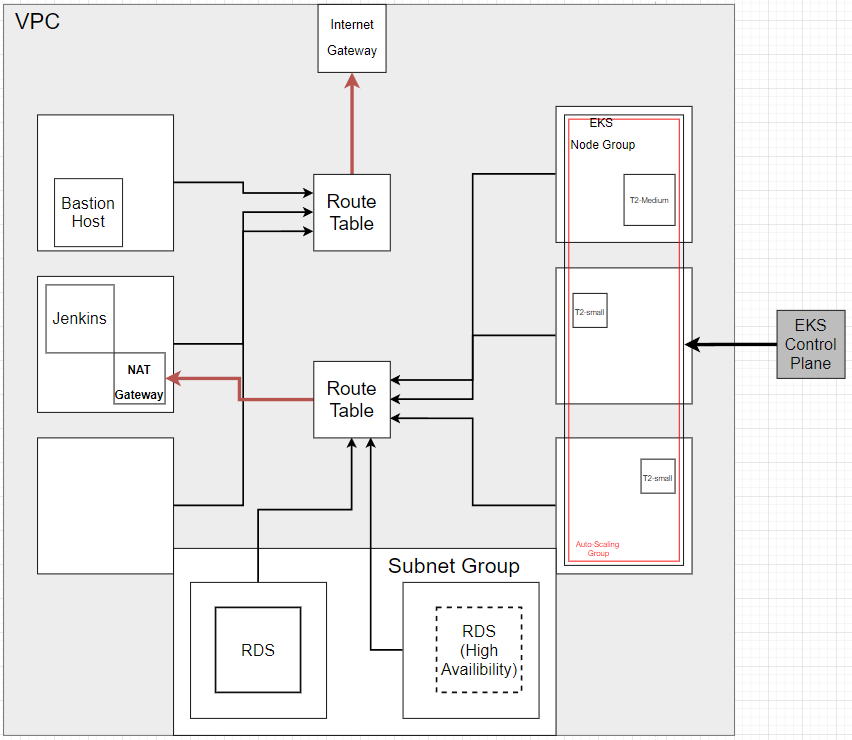 VPC
Internet
Gateway
EKS
Node Group
T2-Medium
Bastion
Host
Route
Table
Jenkins
NAT
Gateway
T2-small
EKS
Control
Plane
Route
Table
T2-small
Auto-Scaling
Group
Subnet Group
RDS
RDS
(High
Availibility)